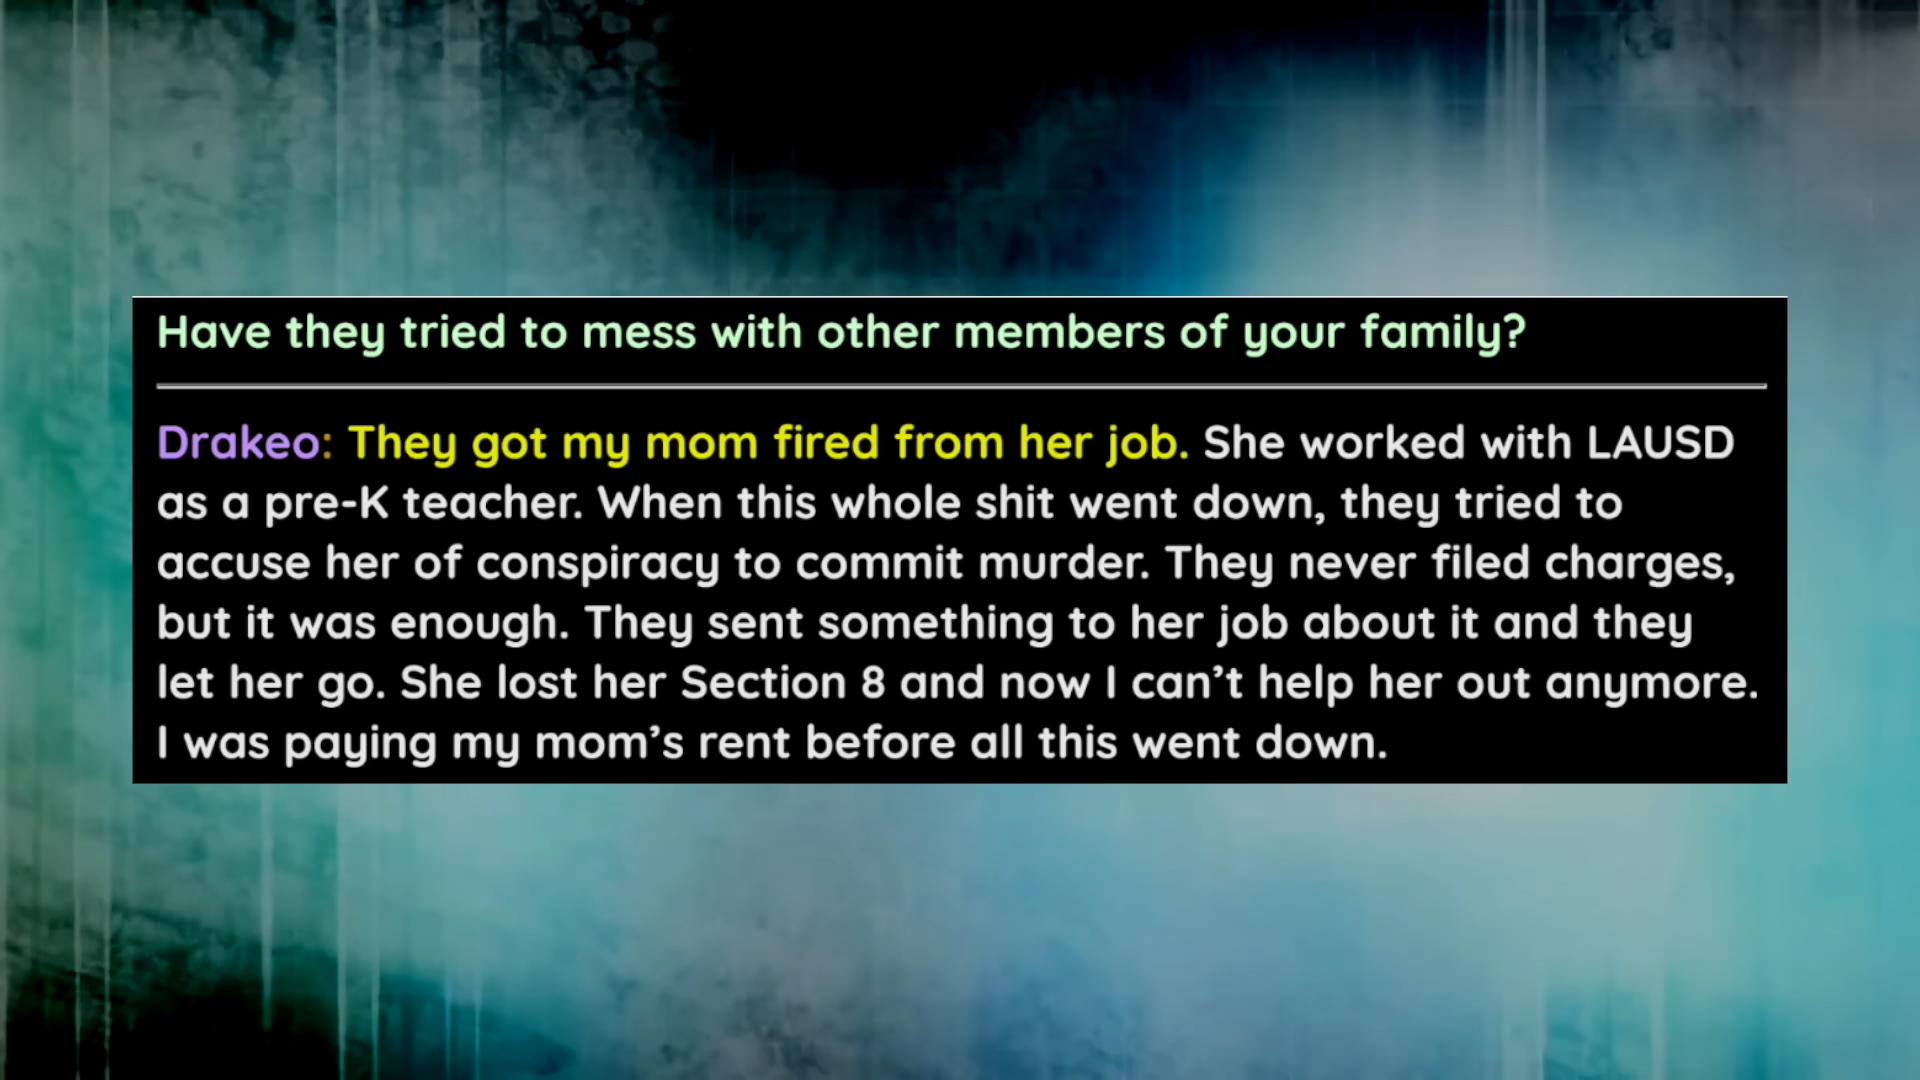 Have they tried to mess with other members of your family?
Drakeo: They got my mom fired from her job. She worked with LAUSD
as a pre-K teacher. When this whole shit went down, they tried to
accuse her of conspiracy to commit murder. They never filed charges,
but it was enough. They sent something to her job about it and they
let her go. She lost her Section 8 and now I can’t help her out anymore.
I was paying my mom’s rent before all this went down.